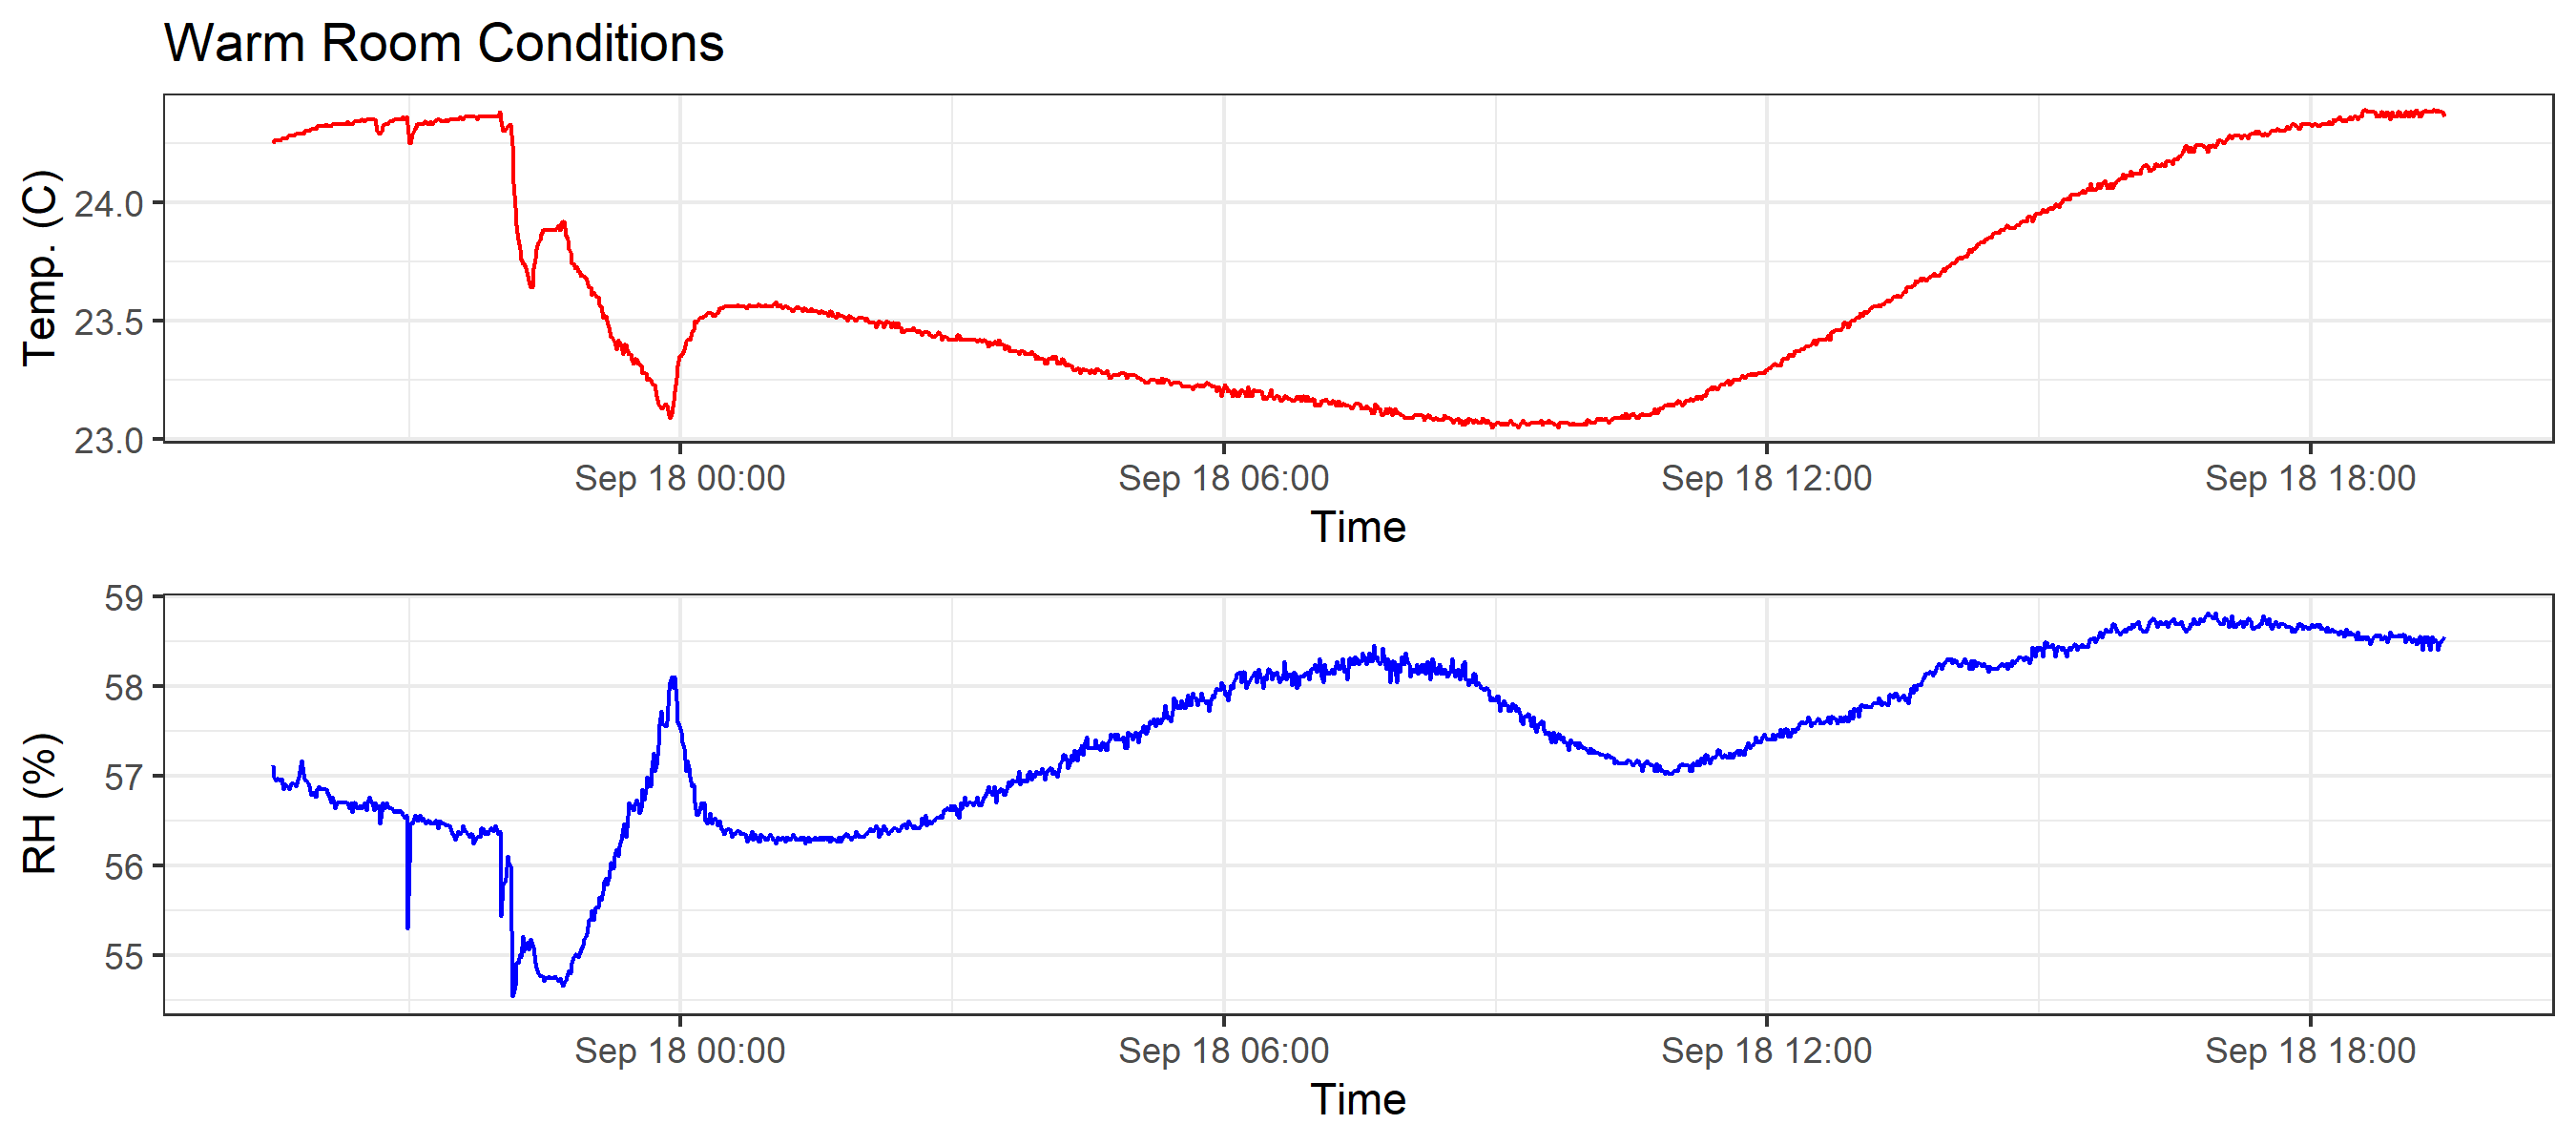 Warm Room Conditions
Temp. (C)
24.0
23.5
23.0
Sep 18 00:00 Sep 18 06:00 Sep 18 12:00 Sep 18 18:00
Time
RH (%)
59
58
57
56
55
Sep 18 00:00 Sep 18 06:00 Sep 18 12:00 Sep 18 18:00
Time